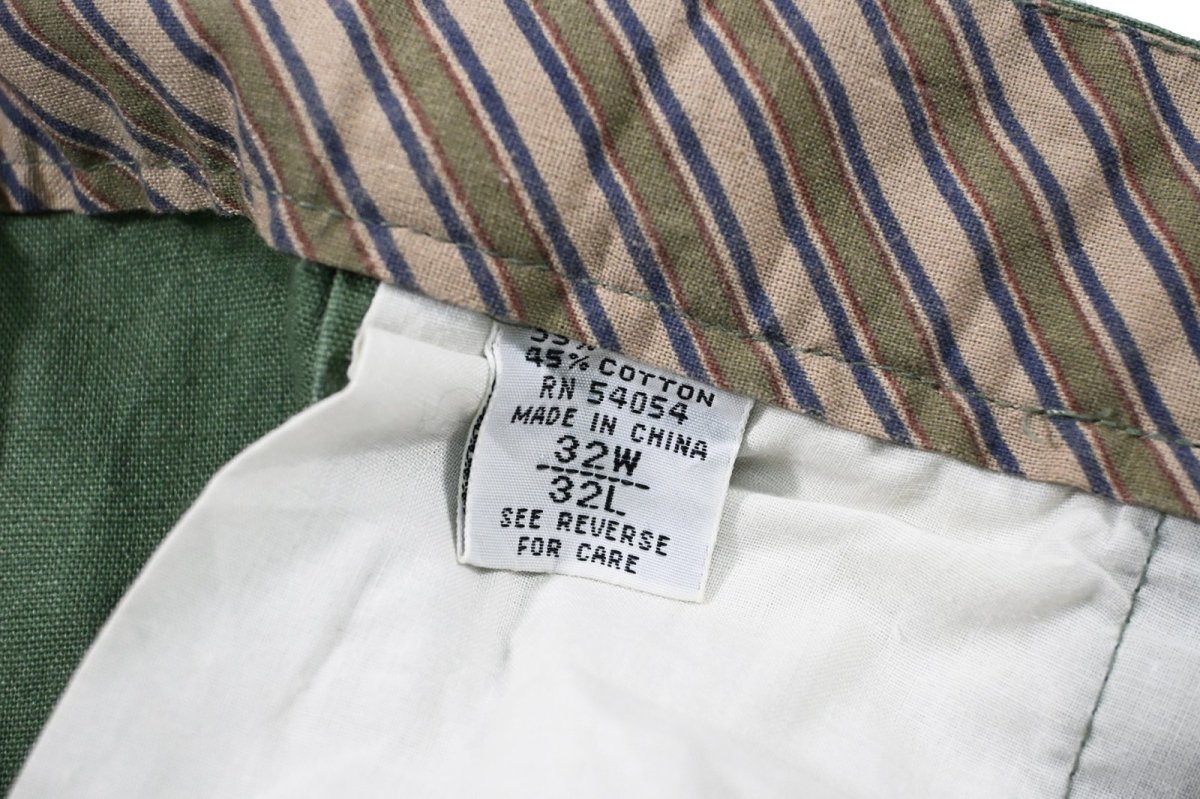 45% COTTON
RN 54054
MADE IN CHINA
32W
32L
SEE REVERSE
FOR CARE